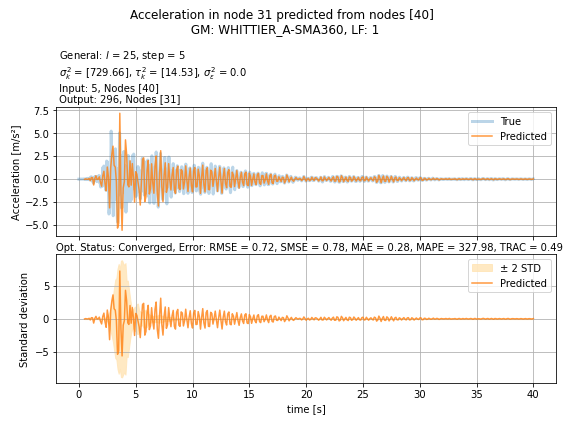 Acceleration in node 31 predicted from nodes [40]
GM: WHITTIER_A-SMA360, LF: 1
General: l = 25, step = 5
σ²ₖ = [729.66], τ²ₖ = [14.53], σ²ε = 0.0
Input: 5, Nodes [40]
Output: 296, Nodes [31]
7.5
5.0
2.5
0.0
−2.5
−5.0
Acceleration [m/s²]
True
Predicted
Opt. Status: Converged, Error: RMSE = 0.72, SMSE = 0.78, MAE = 0.28, MAPE = 327.98, TRAC = 0.49
5
0
−5
Standard deviation
± 2 STD
Predicted
0 5 10 15 20 25 30 35 40
time [s]